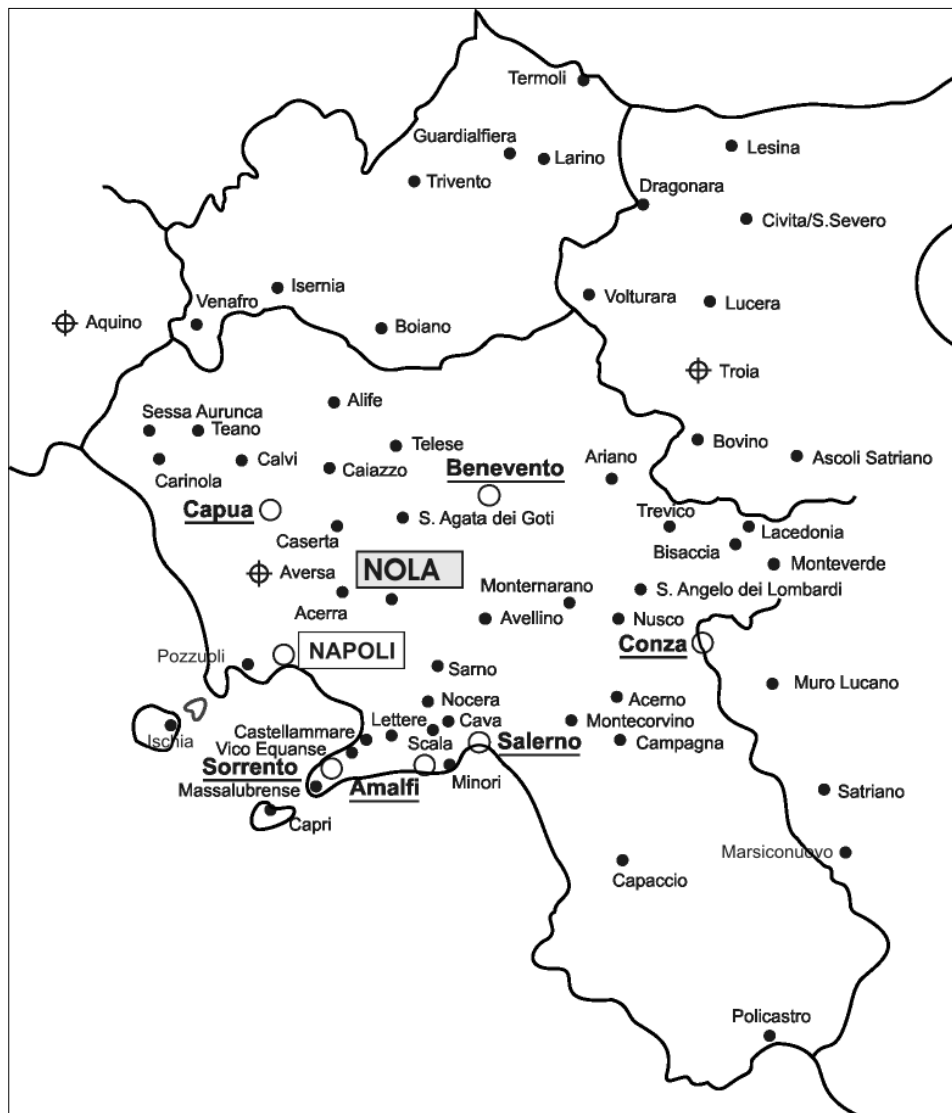 Termoli
Guardialfiera
Larino
Lesina
Trivento
Dragonara
Civita/S.Severo
Isernia
Venafro
Volturara
Lucera
Aquino
Boiano
Troia
Alife
Sessa Aurunca
Teano
Telese
Bovino
Ariano
Ascoli Satriano
Calvi
Caiazzo
Benevento
Carinola
Capua
S. Agata dei Goti
Trevico
Lacedonia
Caserta
Bisaccia
Monteverde
Aversa
NOLA
Monternarano
S. Angelo dei Lombardi
Acerra
Avellino
Nusco
Conza
NAPOLI
Pozzuoli
Sarno
Muro Lucano
Nocera
Acerno
Lettere
Cava
Montecorvino
Castellammare
Ischia
Vico Equanse
Scala
Salerno
Campagna
Sorrento
Minori
Massalubrense
Amalfi
Satriano
Capri
Marsiconuovo
Capaccio
Policastro